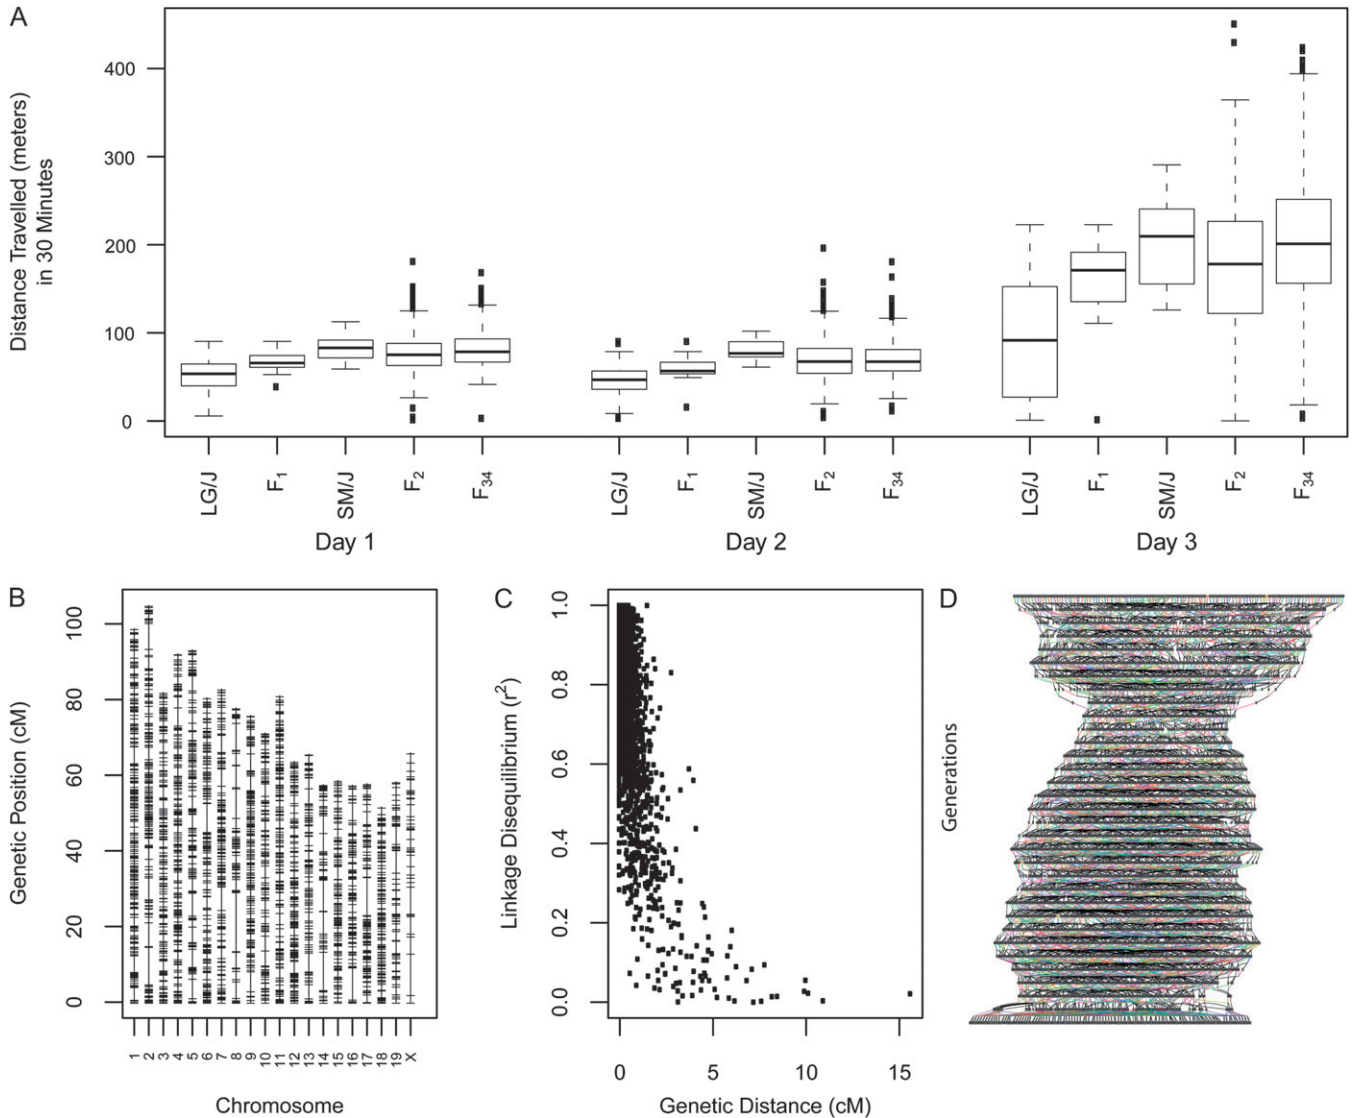 A
Distance Travelled (meters)
in 30 Minutes
400
300
200
100
0
LG/J
F1
SM/J
F2
F34
LG/J
F1
SM/J
F2
F34
LG/J
F1
SM/J
F2
F34
Day 1
Day 2
Day 3
B
Genetic Position (cM)
100
80
60
40
20
0
1
2
3
4
5
6
7
8
9
10
11
12
13
14
15
16
17
18
19
X
Chromosome
C
Linkage Disequilibrium (r²)
1.0
0.8
0.6
0.4
0.2
0.0
0
5
10
15
Genetic Distance (cM)
D
Generations